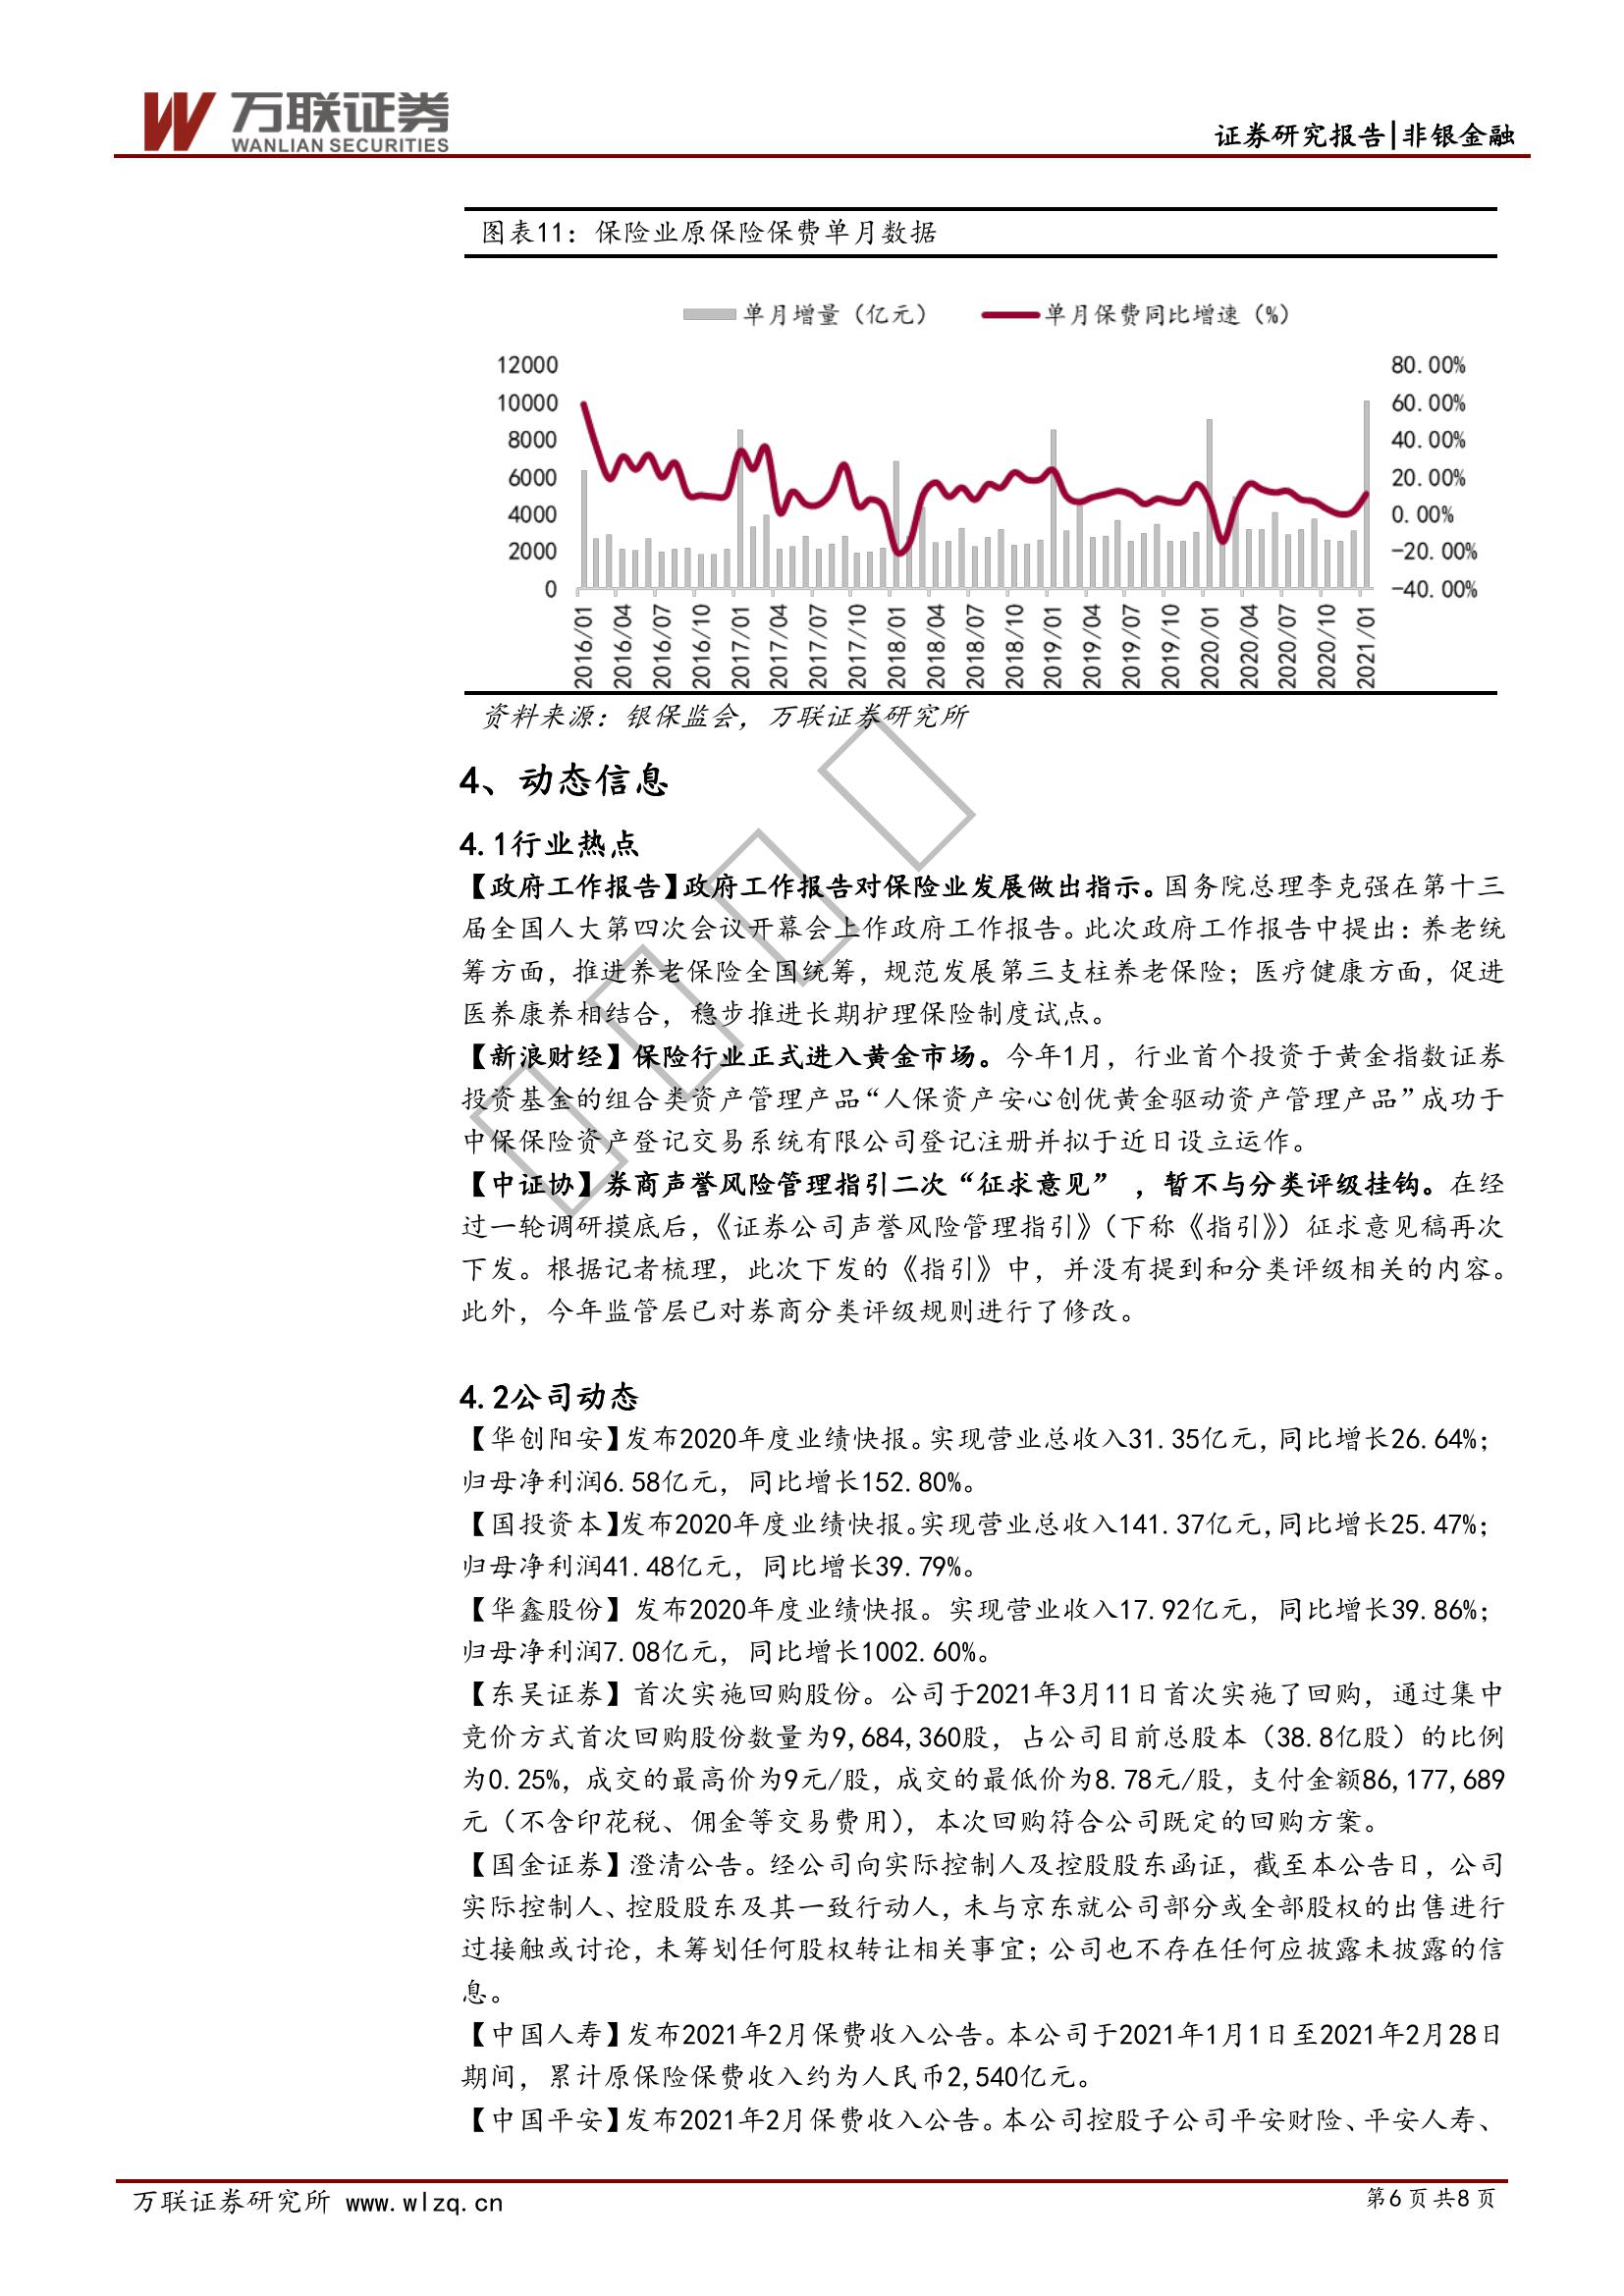 万联证券
WANLIAN SECURITIES
证券研究报告|非银金融
图表11：保险业原保险保费单月数据
单月增量（亿元） 单月保费同比增速（%）
12000 80.00%
10000 60.00%
8000 40.00%
6000 20.00%
4000 0.00%
2000 -20.00%
0 -40.00%
2016/01 2016/04 2016/07 2016/10 2017/01 2017/04 2017/07 2017/10 2018/01 2018/04 2018/07 2018/10 2019/01 2019/04 2019/07 2019/10 2020/01 2020/04 2020/07 2020/10 2021/01
资料来源：银保监会，万联证券研究所
4、动态信息
4.1行业热点
【政府工作报告】政府工作报告对保险业发展做出指示。国务院总理李克强在第十三
届全国人大第四次会议开幕会上作政府工作报告。此次政府工作报告中提出：养老统
筹方面，推进养老保险全国统筹，规范发展第三支柱养老保险；医疗健康方面，促进
医养康养相结合，稳步推进长期护理保险制度试点。
【新浪财经】保险行业正式进入黄金市场。今年1月，行业首个投资于黄金指数证券
投资基金的组合类资产管理产品“人保资产安心创优黄金驱动资产管理产品”成功于
中保保险资产登记交易系统有限公司登记注册并拟于近日设立运作。
【中证协】券商声誉风险管理指引二次“征求意见” ，暂不与分类评级挂钩。在经
过一轮调研摸底后，《证券公司声誉风险管理指引》（下称《指引》）征求意见稿再次
下发。根据记者梳理，此次下发的《指引》中，并没有提到和分类评级相关的内容。
此外，今年监管层已对券商分类评级规则进行了修改。
4.2公司动态
【华创阳安】发布2020年度业绩快报。实现营业总收入31.35亿元，同比增长26.64%；
归母净利润6.58亿元，同比增长152.80%。
【国投资本】发布2020年度业绩快报。实现营业总收入141.37亿元，同比增长25.47%；
归母净利润41.48亿元，同比增长39.79%。
【华鑫股份】发布2020年度业绩快报。实现营业收入17.92亿元，同比增长39.86%；
归母净利润7.08亿元，同比增长1002.60%。
【东吴证券】首次实施回购股份。公司于2021年3月11日首次实施了回购，通过集中
竞价方式首次回购股份数量为9,684,360股，占公司目前总股本（38.8亿股）的比例
为0.25%，成交的最高价为9元/股，成交的最低价为8.78元/股，支付金额86,177,689
元（不含印花税、佣金等交易费用），本次回购符合公司既定的回购方案。
【国金证券】澄清公告。经公司向实际控制人及控股股东函证，截至本公告日，公司
实际控制人、控股股东及其一致行动人，未与京东就公司部分或全部股权的出售进行
过接触或讨论，未筹划任何股权转让相关事宜；公司也不存在任何应披露未披露的信
息。
【中国人寿】发布2021年2月保费收入公告。本公司于2021年1月1日至2021年2月28日
期间，累计原保险保费收入约为人民币2,540亿元。
【中国平安】发布2021年2月保费收入公告。本公司控股子公司平安财险、平安人寿、
万联证券研究所 www.wlzq.cn
第6页共8页